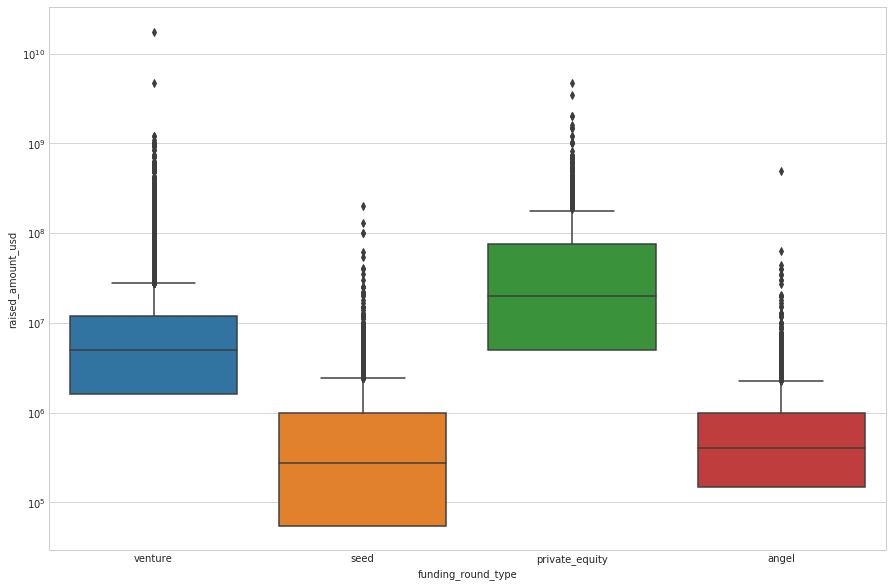 10¹⁰
10⁹
10⁸
10⁷
10⁶
10⁵
raised_amount_usd
venture seed private_equity angel
funding_round_type